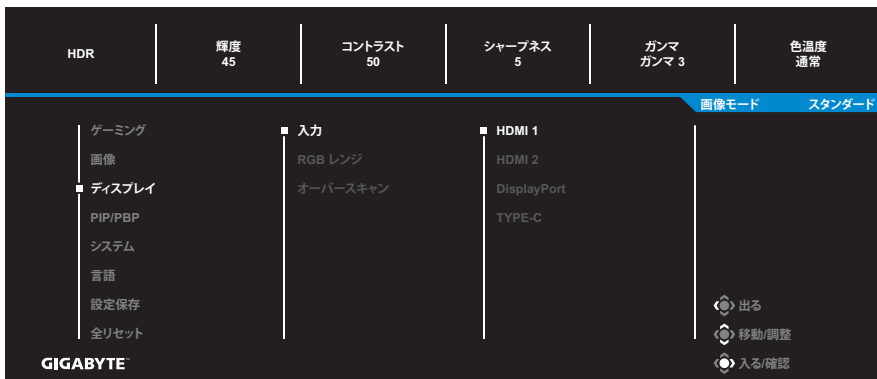 HDR
輝度
45
コントラスト
50
シャープネス
5
ガンマ
ガンマ 3
色温度
通常
画像モード スタンダード
ゲーミング
画像
ディスプレイ
PIP/PBP
システム
言語
設定保存
全リセット
入力
RGB レンジ
オーバースキャン
HDMI 1
HDMI 2
DisplayPort
TYPE-C
出る
移動/調整
入る/確認
GIGABYTE™